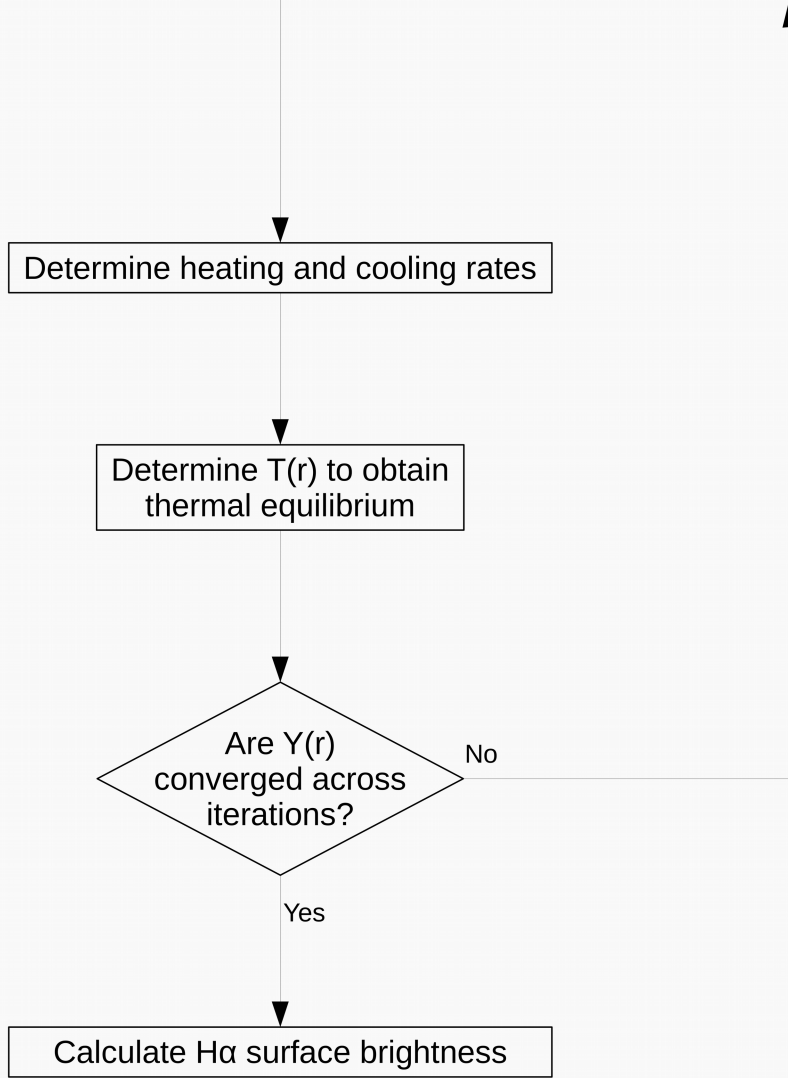 Determine heating and cooling rates
Determine T(r) to obtain
thermal equilibrium
Are Y(r)
converged across
iterations?
No
Yes
Calculate Hα surface brightness